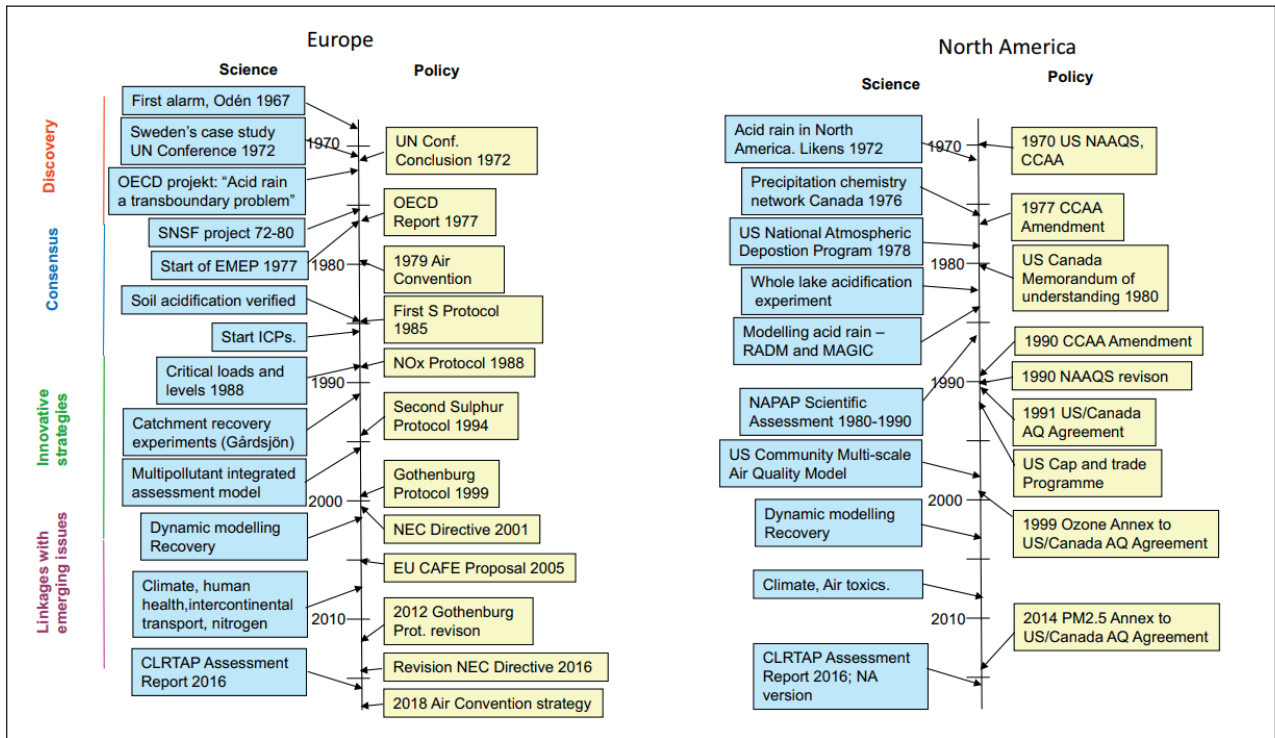 Europe
Science
Policy
Discovery
Consensus
Innovative
strategies
Linkages with
emerging issues
First alarm, Odén 1967
Sweden's case study
UN Conference 1972
OECD projekt: “Acid rain
a transboundary problem”
SNSF project 72-80
Start of EMEP 1977
Soil acidification verified
Start ICPs.
Critical loads and
levels 1988
Catchment recovery
experiments (Gårdsjön)
Multipollutant integrated
assessment model
Dynamic modelling
Recovery
Climate, human
health,intercontinental
transport, nitrogen
CLRTAP Assessment
Report 2016
1970
1980
1990
2000
2010
UN Conf.
Conclusion 1972
OECD
Report 1977
1979 Air
Convention
First S Protocol
1985
NOx Protocol 1988
Second Sulphur
Protocol 1994
Gothenburg
Protocol 1999
NEC Directive 2001
EU CAFE Proposal 2005
2012 Gothenburg
Prot. revison
Revision NEC Directive 2016
2018 Air Convention strategy
North America
Science
Policy
Acid rain in North
America. Likens 1972
Precipitation chemistry
network Canada 1976
US National Atmospheric
Depostion Program 1978
Whole lake acidification
experiment
Modelling acid rain –
RADM and MAGIC
NAPAP Scientific
Assessment 1980-1990
US Community Multi-scale
Air Quality Model
Dynamic modelling
Recovery
Climate, Air toxics.
CLRTAP Assessment
Report 2016; NA
version
1970
1980
1990
2000
2010
1970 US NAAQS,
CCAA
1977 CCAA
Amendment
US Canada
Memorandum of
understanding 1980
1990 CCAA Amendment
1990 NAAQS revison
1991 US/Canada
AQ Agreement
US Cap and trade
Programme
1999 Ozone Annex to
US/Canada AQ Agreement
2014 PM2.5 Annex to
US/Canada AQ Agreement